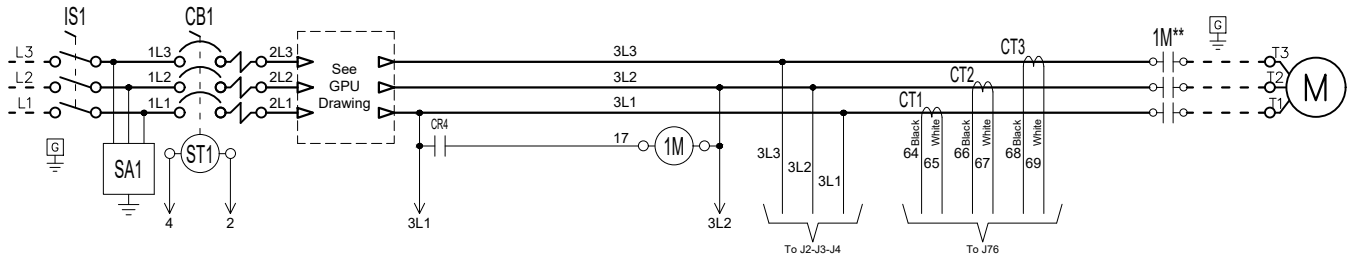 IS1 CB1
L3 1L3 2L3 3L3 CT3 1M** G T3
L2 1L2 2L2 See GPU Drawing 3L2 CT2 T2 M
L1 1L1 2L1 3L1 CT1 T1
G SA1 ST1 CR4 17 1M
3L3 3L2 3L1
64 Black 65 White 66 Black 67 White 68 Black 69 White
4 2 3L1 3L2
To J2-J3-J4 To J76